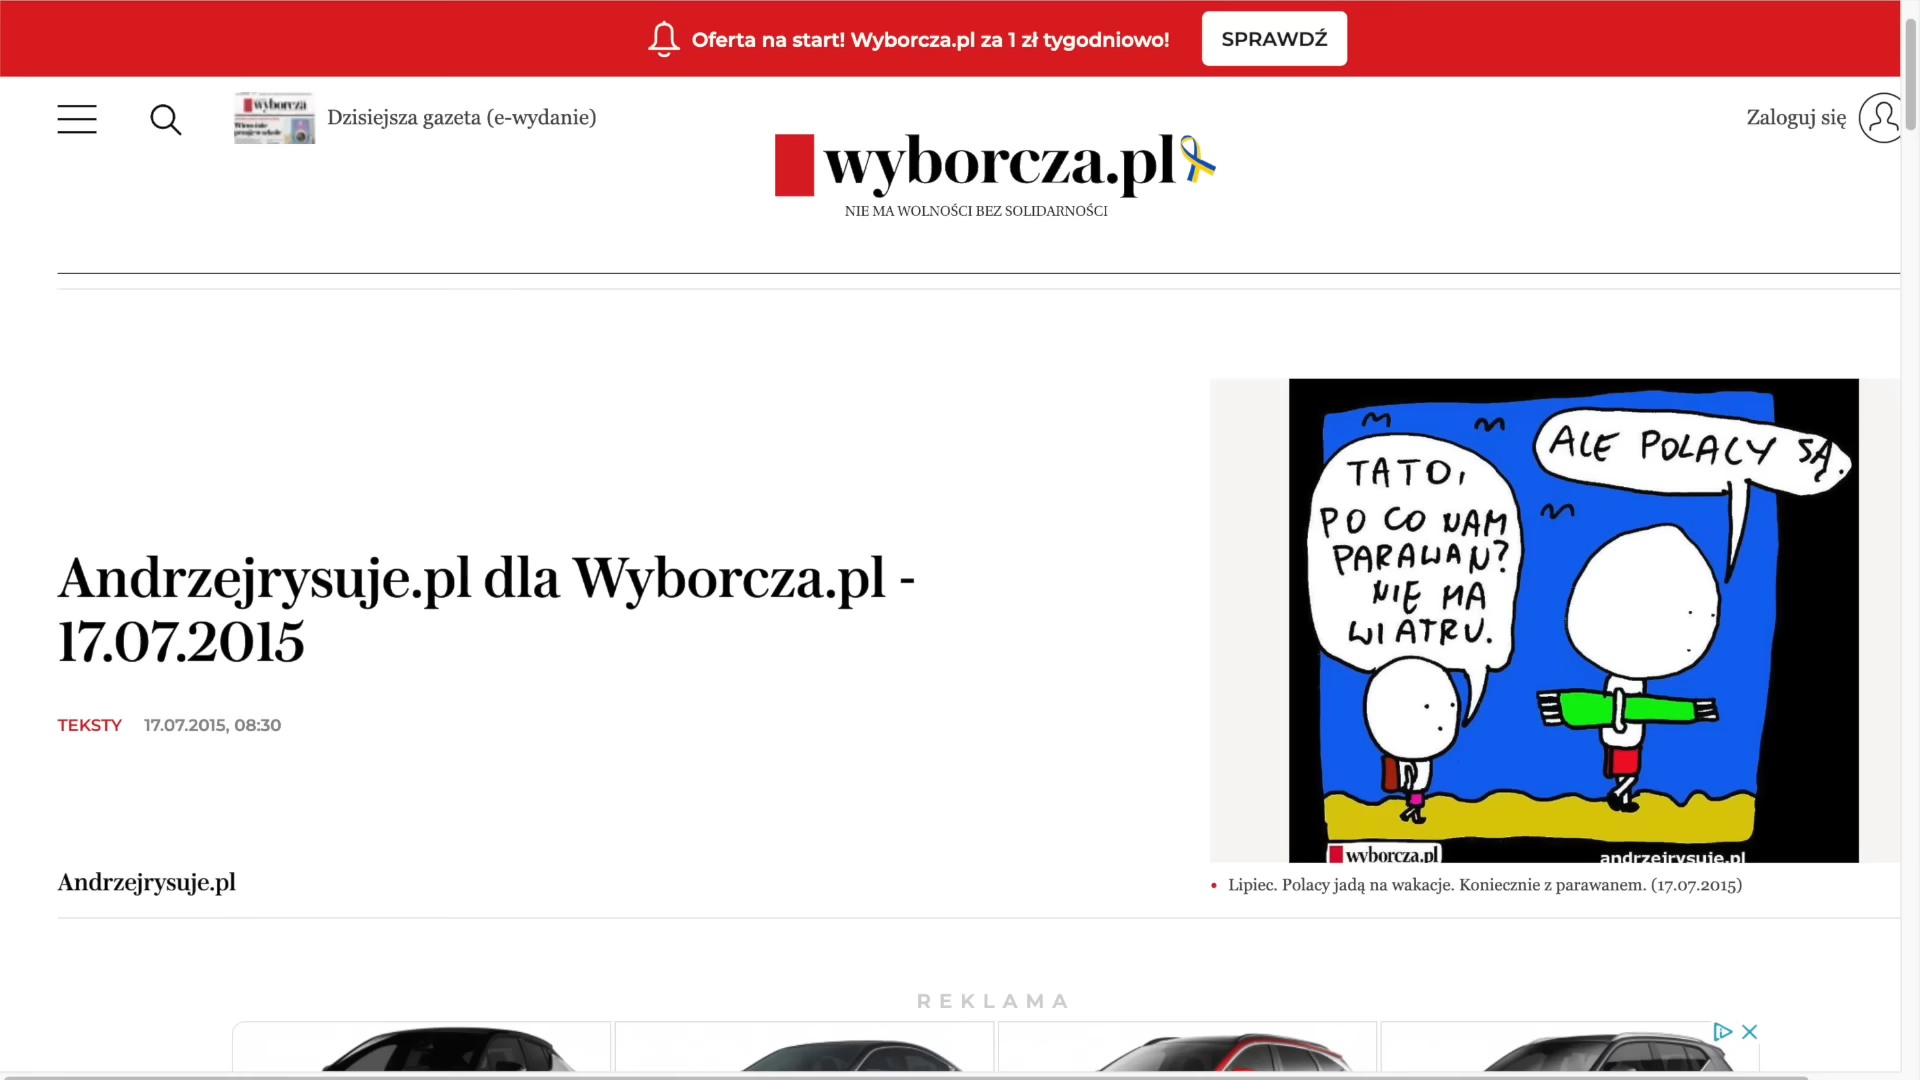 Oferta na start! Wyborcza.pl za 1 zł tygodniowo!
SPRAWDŹ
wyborcza
Dzisiejsza gazeta (e-wydanie)
Zaloguj się
wyborcza.pl
NIE MA WOLNOŚCI BEZ SOLIDARNOŚCI
ALE POLACY SĄ.
TATO,
PO CO NAM
PARAWAN?
NIE MA
WIATRU.
Andrzejrysuje.pl dla Wyborcza.pl -
17.07.2015
TEKSTY 17.07.2015, 08:30
wyborcza.pl
andrzejrysuje.pl
Andrzejrysuje.pl
Lipiec. Polacy jadą na wakacje. Koniecznie z parawanem. (17.07.2015)
REKLAMA